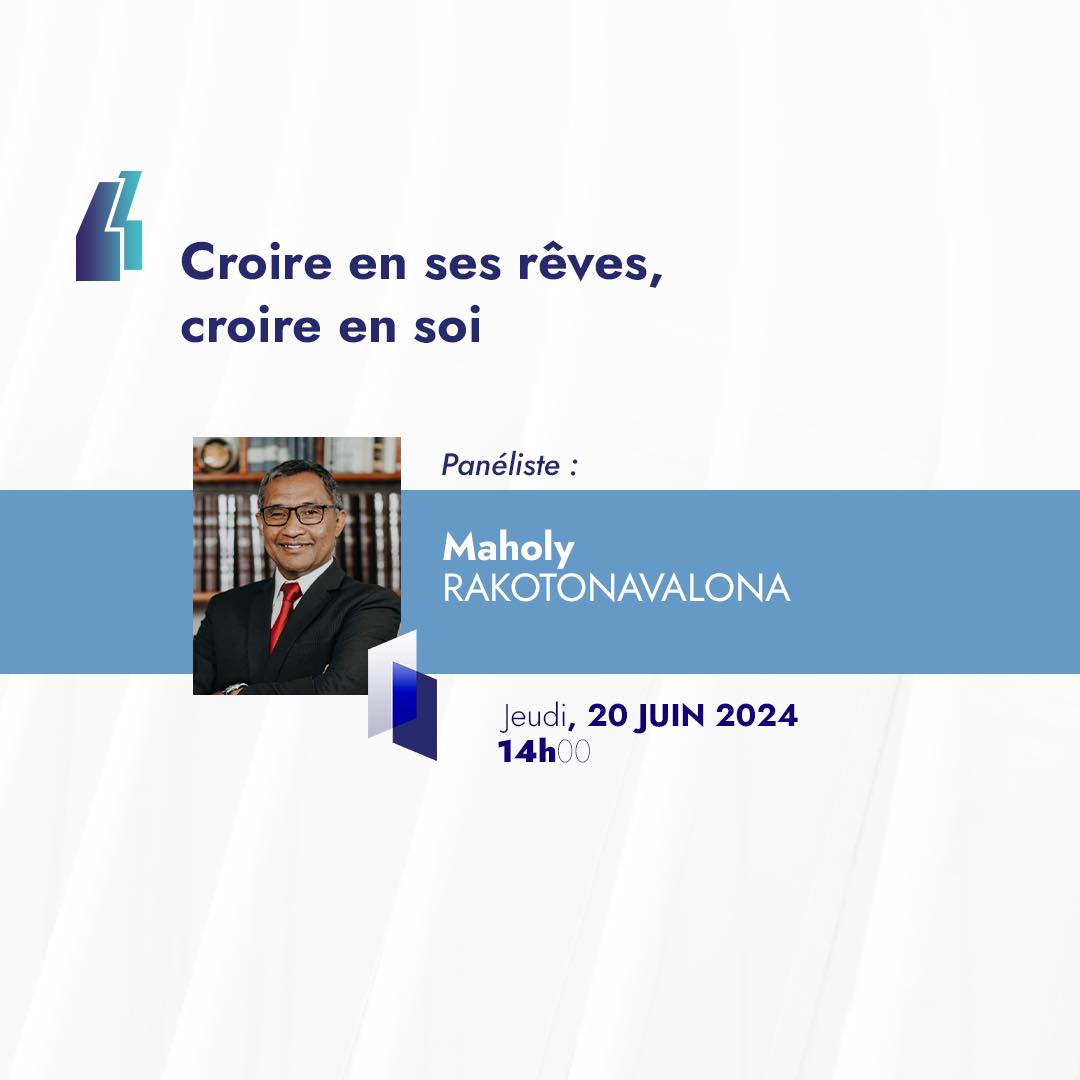 Croire en ses rêves,
croire en soi
Panéliste :
Maholy
RAKOTONAVALONA
Jeudi, 20 JUIN 2024
14h00